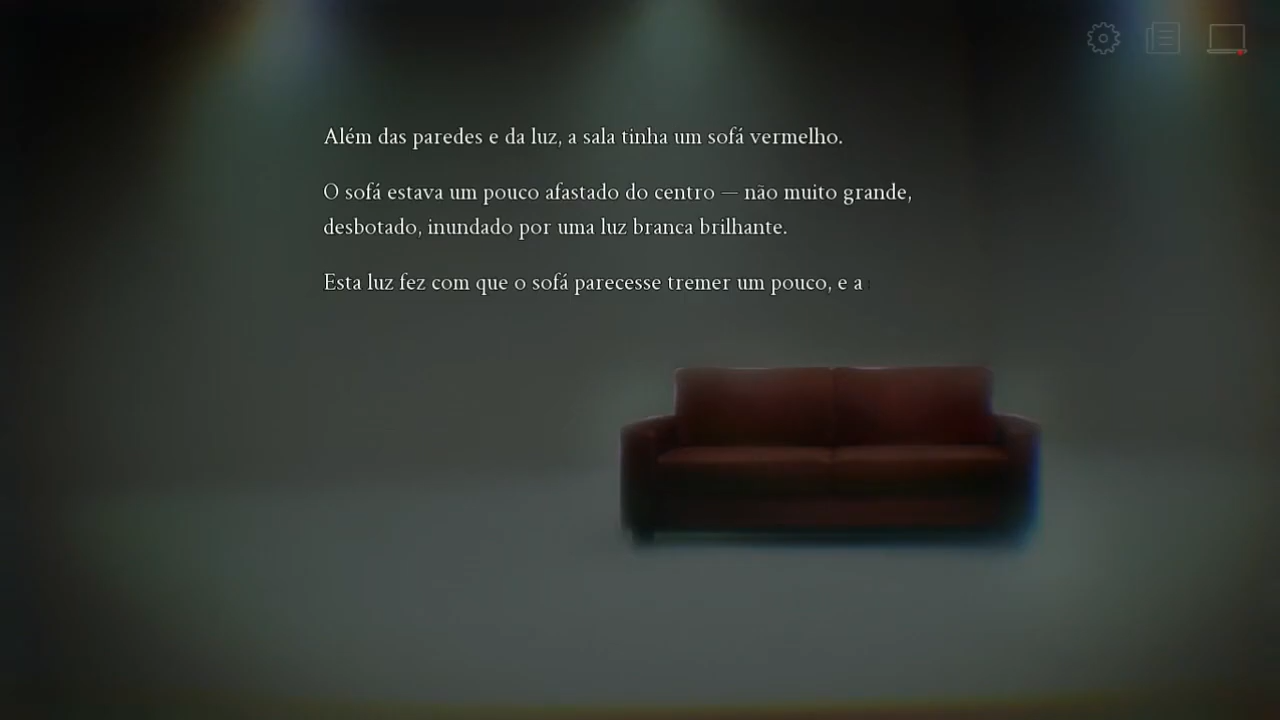 Além das paredes e da luz, a sala tinha um sofá vermelho.
O sofá estava um pouco afastado do centro — não muito grande,
desbotado, inundado por uma luz branca brilhante.
Esta luz fez com que o sofá parecesse tremer um pouco, e a